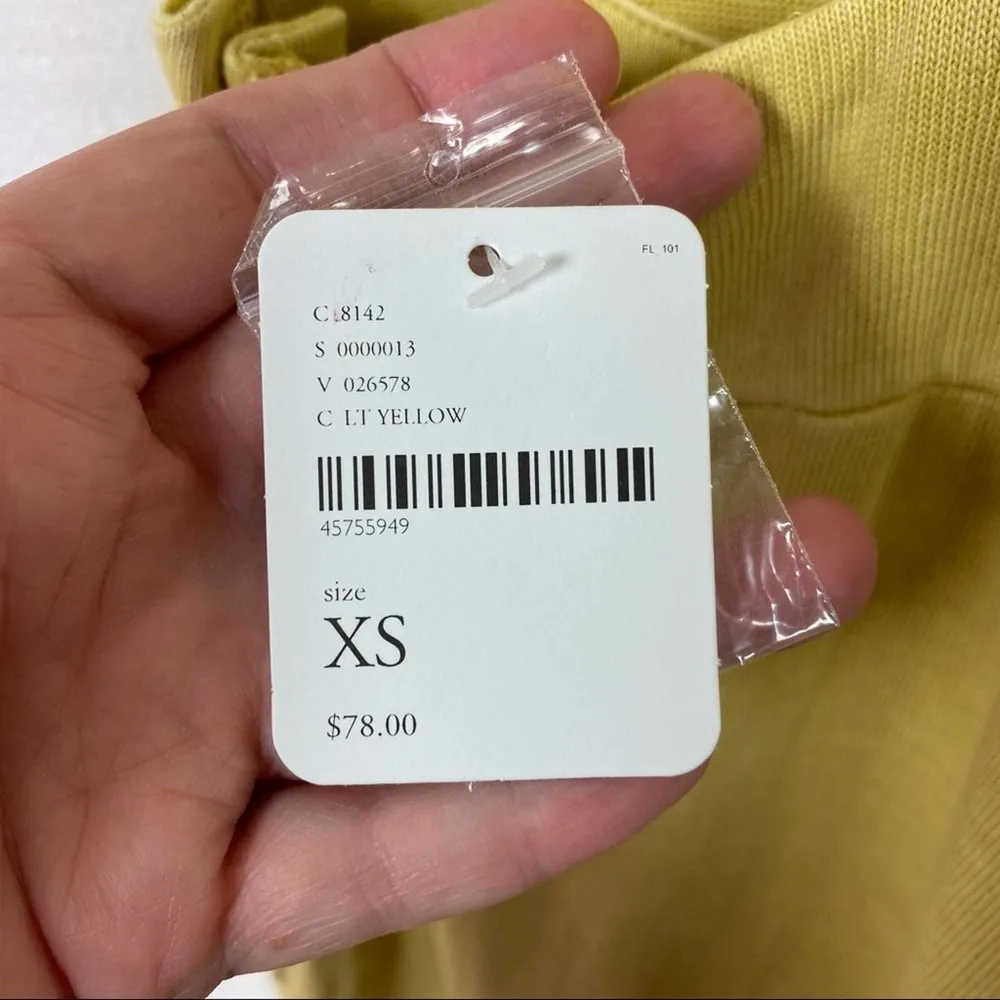 FL 101
C 8142
S 0000013
V 026578
C LT YELLOW
45755949
size
XS
$78.00